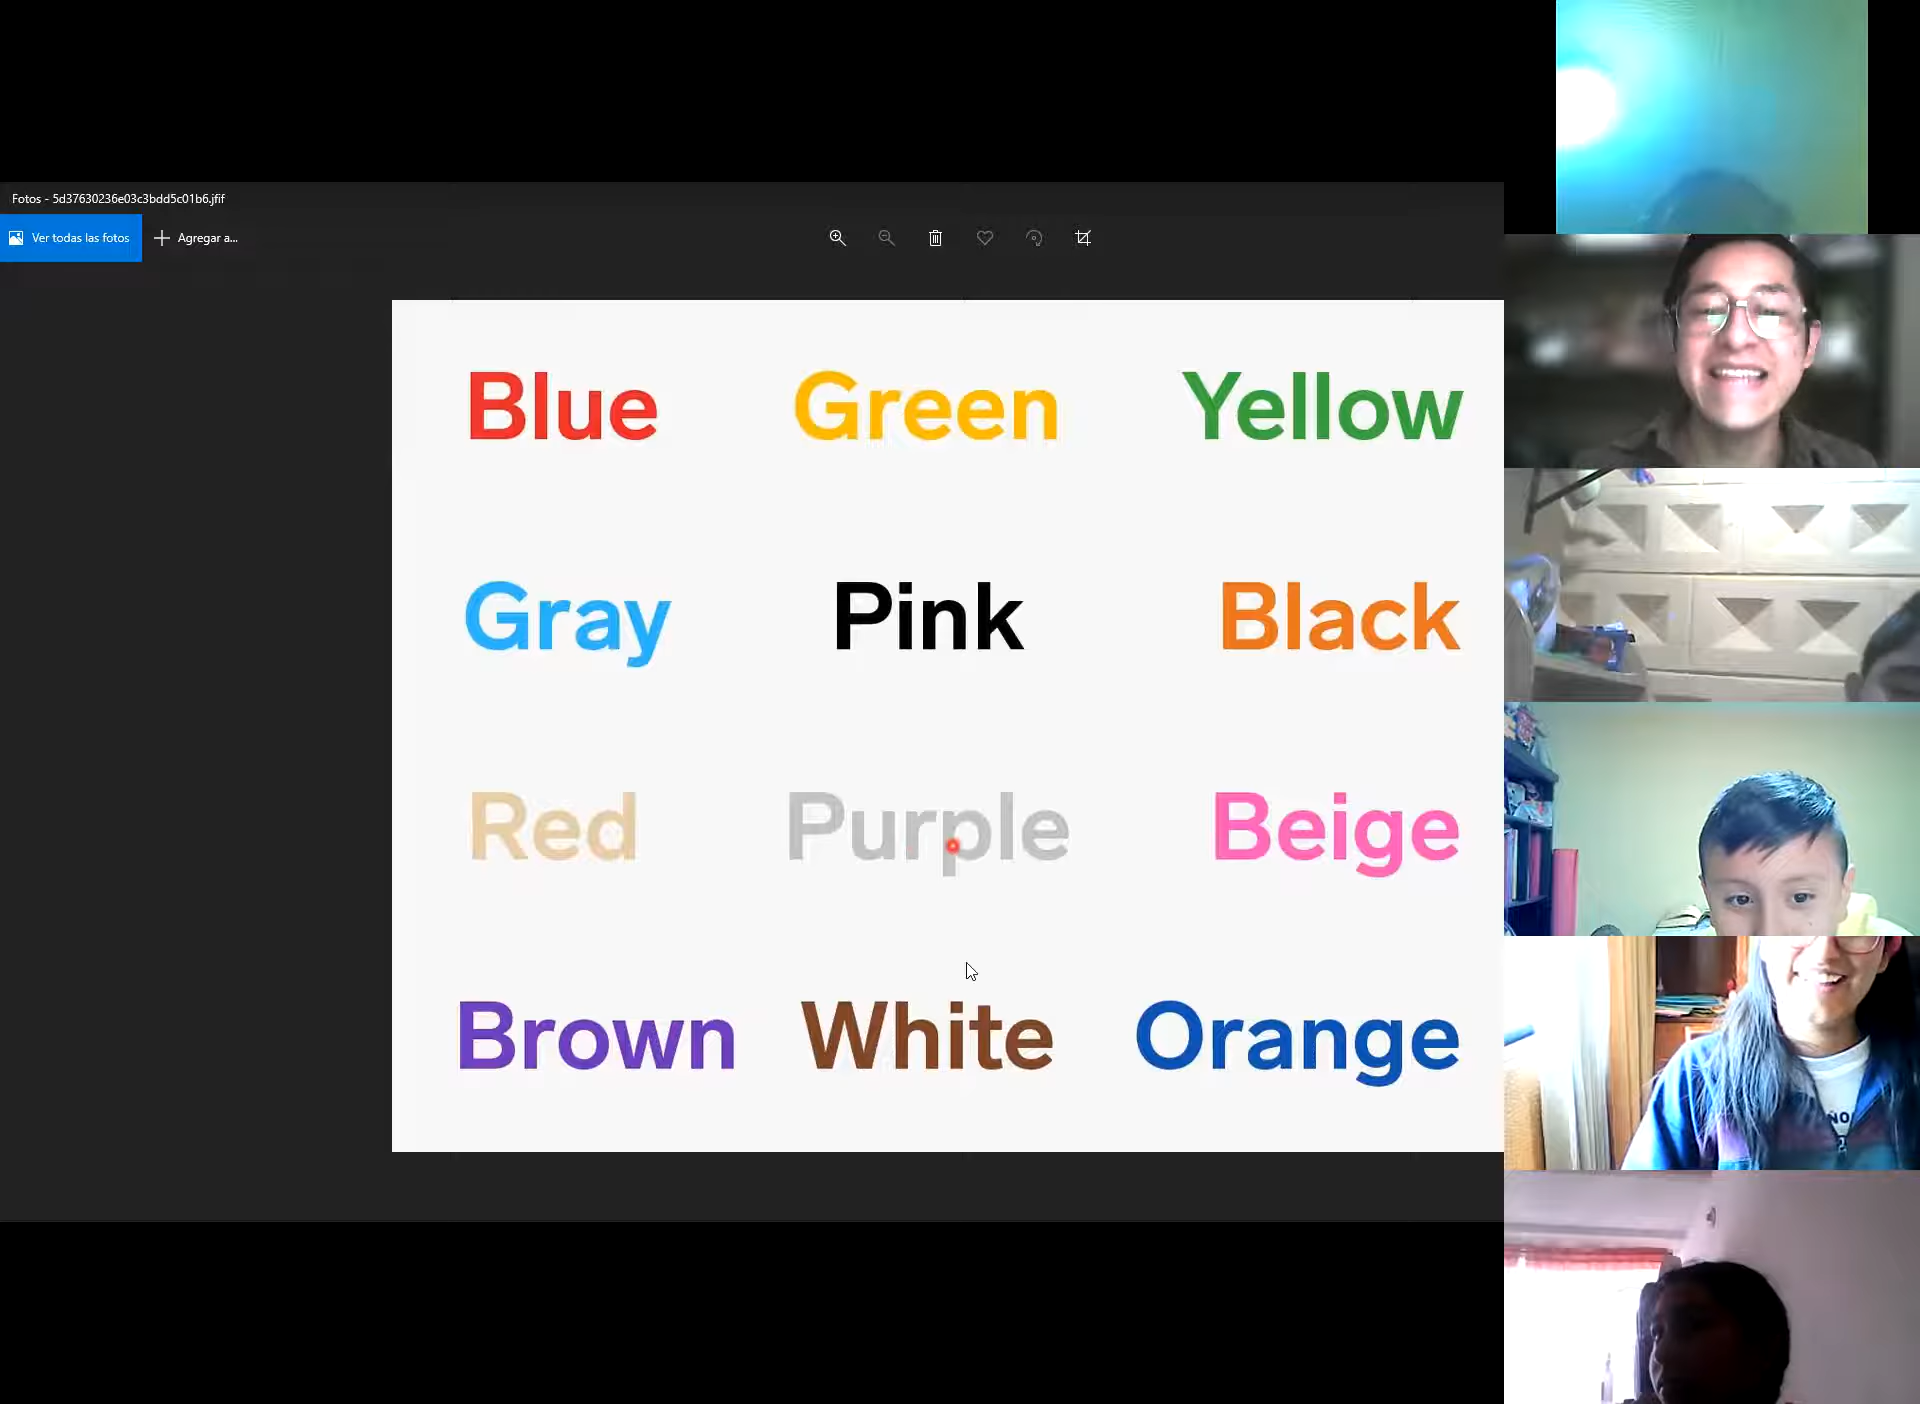 Fotos - 5d37630236e03c3bdd5c01b6.jfif
Ver todas las fotos Agregar a...
Blue Green Yellow
Gray Pink Black
Red Purple Beige
Brown White Orange